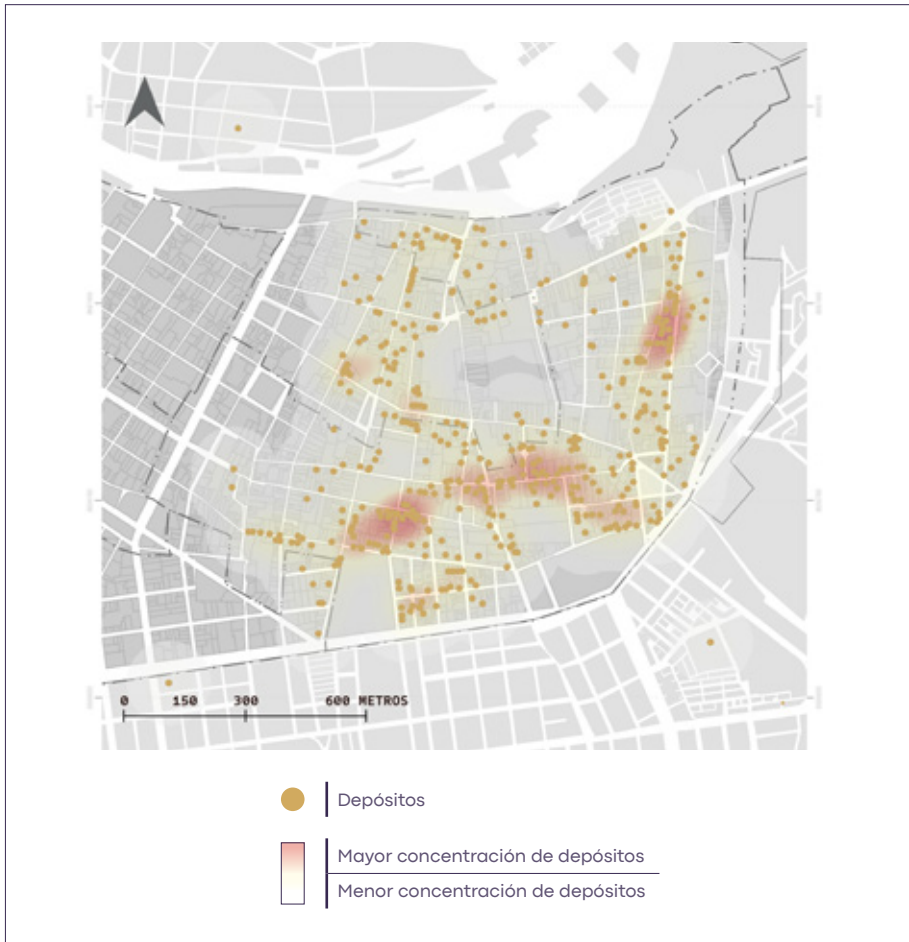 0 150 300 600 METROS
Depósitos
Mayor concentración de depósitos
Menor concentración de depósitos